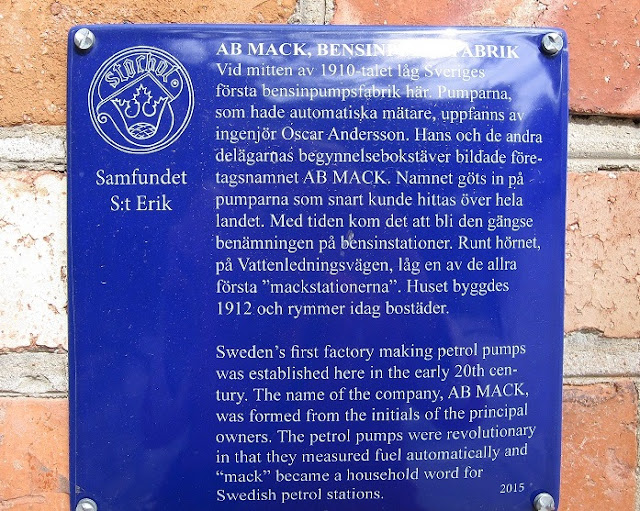 AB MACK, BENSINPUMPSFABRIK
Vid mitten av 1910-talet låg Sveriges
första bensinpumpsfabrik här. Pumparna,
som hade automatiska mätare, uppfanns av
ingenjör Oscar Andersson. Hans och de andra
delägarnas begynnelsebokstäver bildade före-
tagsnamnet AB MACK. Namnet göts in på
pumparna som snart kunde hittas över hela
landet. Med tiden kom det att bli den gängse
benämningen på bensinstationer. Runt hörnet,
på Vattenledningsvägen, låg en av de allra
första ”mackstationerna”. Huset byggdes
1912 och rymmer idag bostäder.
Sweden’s first factory making petrol pumps
was established here in the early 20th cen-
tury. The name of the company, AB MACK,
was formed from the initials of the principal
owners. The petrol pumps were revolutionary
in that they measured fuel automatically and
“mack” became a household word for
Swedish petrol stations.
2015
Stockol.
Samfundet
S:t Erik